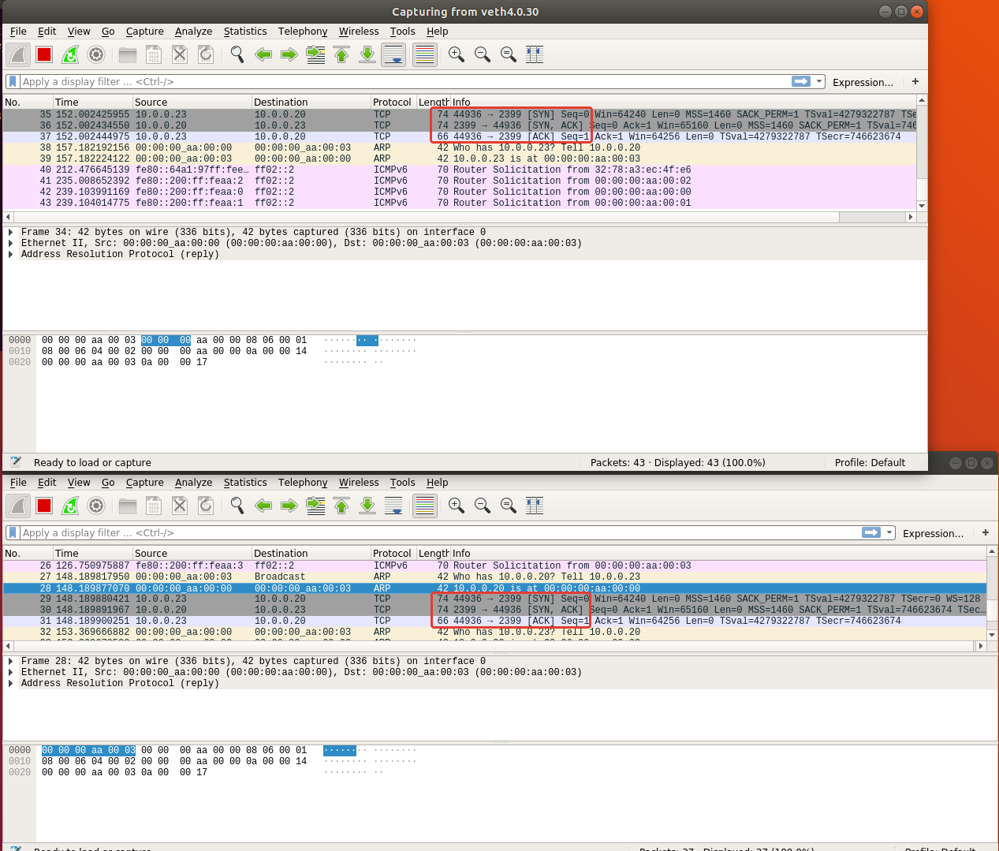 Capturing from veth4.0.30
File Edit View Go Capture Analyze Statistics Telephony Wireless Tools Help
Apply a display filter … <Ctrl-/> Expression… +
No. Time Source Destination Protocol Length Info
35 152.002425955 10.0.0.23 10.0.0.20 TCP 74 44936 → 2399 [SYN] Seq=0 Win=64240 Len=0 MSS=1460 SACK_PERM=1 TSval=4279322787 TSe
36 152.002434550 10.0.0.20 10.0.0.23 TCP 74 2399 → 44936 [SYN, ACK] Seq=0 Ack=1 Win=65160 Len=0 MSS=1460 SACK_PERM=1 TSval=746
37 152.002444975 10.0.0.23 10.0.0.20 TCP 66 44936 → 2399 [ACK] Seq=1 Ack=1 Win=64256 Len=0 TSval=4279322787 TSecr=746623674
38 157.182192156 00:00:00_aa:00:00 00:00:00_aa:00:03 ARP 42 Who has 10.0.0.23? Tell 10.0.0.20
39 157.182224122 00:00:00_aa:00:03 00:00:00_aa:00:00 ARP 42 10.0.0.23 is at 00:00:00:aa:00:03
40 212.476645139 fe80::64a1:97ff:fee… ff02::2 ICMPv6 70 Router Solicitation from 32:78:a3:ec:4f:e6
41 235.008652392 fe80::200:ff:feaa:2 ff02::2 ICMPv6 70 Router Solicitation from 00:00:00:aa:00:02
42 239.103991169 fe80::200:ff:feaa:0 ff02::2 ICMPv6 70 Router Solicitation from 00:00:00:aa:00:00
43 239.104014775 fe80::200:ff:feaa:1 ff02::2 ICMPv6 70 Router Solicitation from 00:00:00:aa:00:01
Frame 34: 42 bytes on wire (336 bits), 42 bytes captured (336 bits) on interface 0
Ethernet II, Src: 00:00:00_aa:00:00 (00:00:00:aa:00:00), Dst: 00:00:00_aa:00:03 (00:00:00:aa:00:03)
Address Resolution Protocol (reply)
0000 00 00 00 aa 00 03 00 00 00 aa 00 00 08 06 00 01 ········ ········
0010 08 00 06 04 00 02 00 00 00 aa 00 00 0a 00 00 14 ········ ········
0020 00 00 00 aa 00 03 0a 00 00 17 ········ ··
Ready to load or capture Packets: 43 · Displayed: 43 (100.0%) Profile: Default
File Edit View Go Capture Analyze Statistics Telephony Wireless Tools Help
Apply a display filter … <Ctrl-/> Expression… +
No. Time Source Destination Protocol Length Info
26 126.750975887 fe80::200:ff:feaa:3 ff02::2 ICMPv6 70 Router Solicitation from 00:00:00:aa:00:03
27 148.189817950 00:00:00_aa:00:03 Broadcast ARP 42 Who has 10.0.0.20? Tell 10.0.0.23
28 148.189877070 00:00:00_aa:00:00 00:00:00_aa:00:03 ARP 42 10.0.0.20 is at 00:00:00:aa:00:00
29 148.189880421 10.0.0.23 10.0.0.20 TCP 74 44936 → 2399 [SYN] Seq=0 Win=64240 Len=0 MSS=1460 SACK_PERM=1 TSval=4279322787 TSecr=0 WS=128
30 148.189891967 10.0.0.20 10.0.0.23 TCP 74 2399 → 44936 [SYN, ACK] Seq=0 Ack=1 Win=65160 Len=0 MSS=1460 SACK_PERM=1 TSval=746623674 TSec…
31 148.189900251 10.0.0.23 10.0.0.20 TCP 66 44936 → 2399 [ACK] Seq=1 Ack=1 Win=64256 Len=0 TSval=4279322787 TSecr=746623674
32 153.369666882 00:00:00_aa:00:00 00:00:00_aa:00:03 ARP 42 Who has 10.0.0.23? Tell 10.0.0.20
Frame 28: 42 bytes on wire (336 bits), 42 bytes captured (336 bits) on interface 0
Ethernet II, Src: 00:00:00_aa:00:00 (00:00:00:aa:00:00), Dst: 00:00:00_aa:00:03 (00:00:00:aa:00:03)
Address Resolution Protocol (reply)
0000 00 00 00 aa 00 03 00 00 00 aa 00 00 08 06 00 01 ········ ········
0010 08 00 06 04 00 02 00 00 00 aa 00 00 0a 00 00 14 ········ ········
0020 00 00 00 aa 00 03 0a 00 00 17 ········ ··